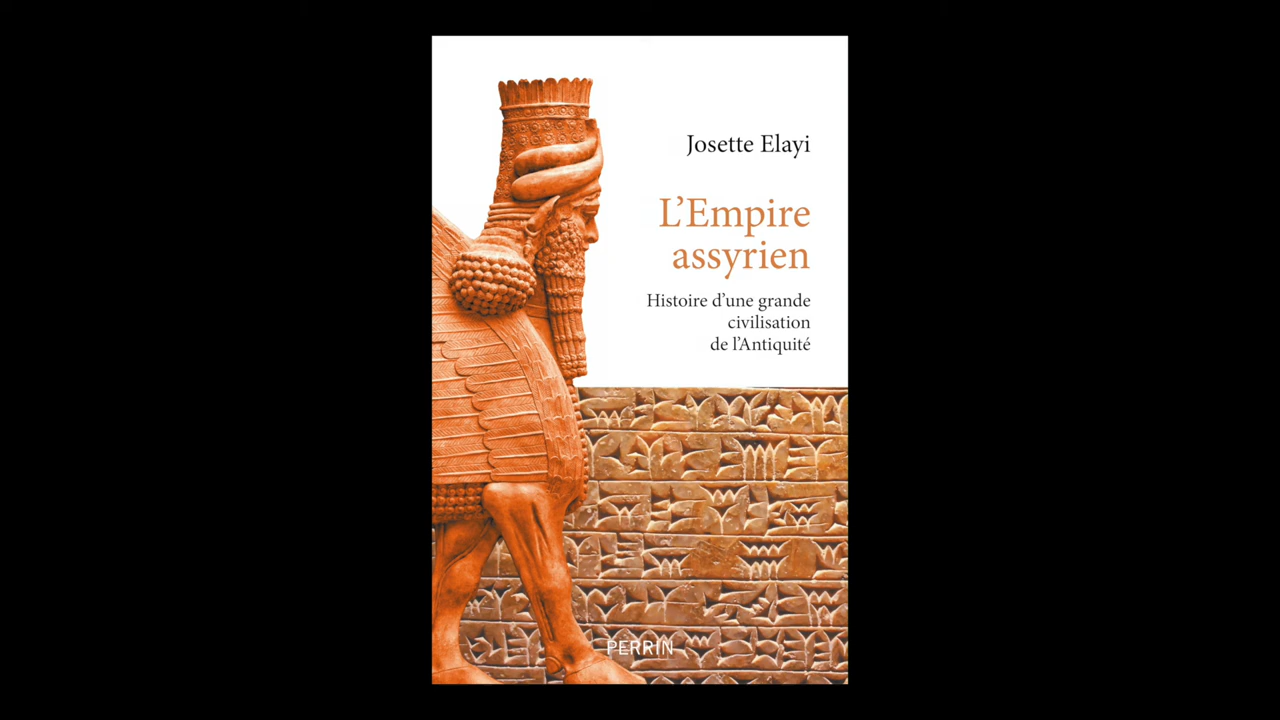 Josette Elayi
L’Empire
assyrien
Histoire d’une grande
civilisation
de l’Antiquité
PERRIN